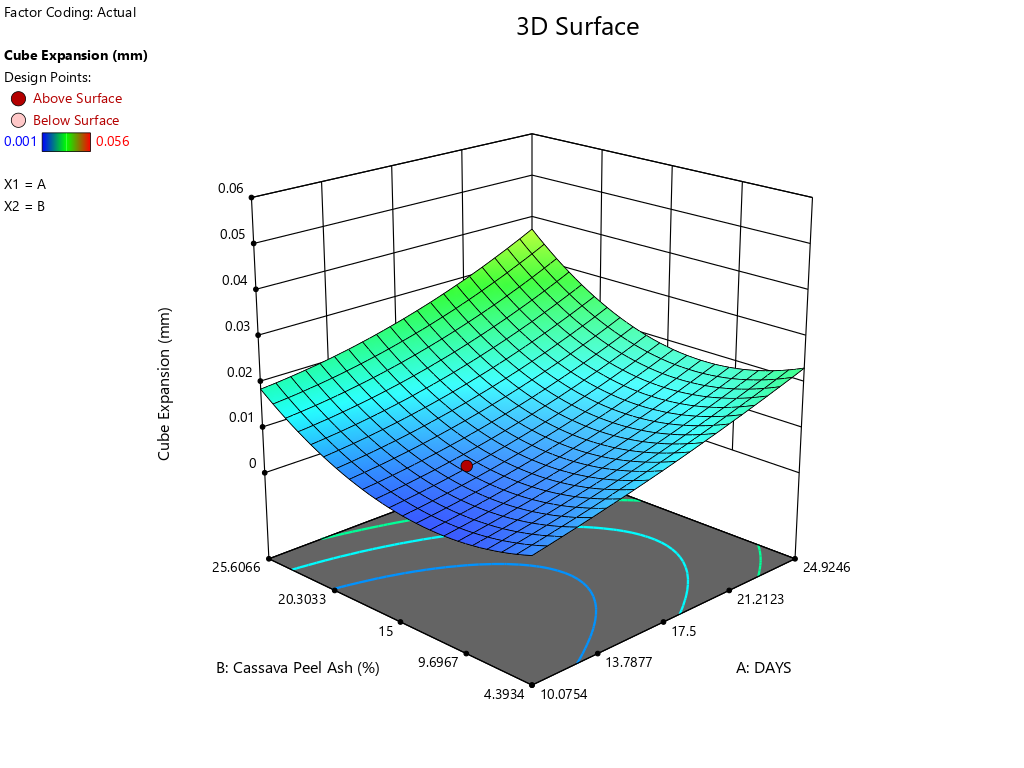 Factor Coding: Actual
3D Surface
Cube Expansion (mm)
Design Points:
Above Surface
Below Surface
0.001 0.056
X1 = A
X2 = B
0.06
0.05
0.04
0.03
0.02
0.01
0
Cube Expansion (mm)
25.6066
20.3033
15
9.6967
4.3934
B: Cassava Peel Ash (%)
10.0754
13.7877
17.5
21.2123
24.9246
A: DAYS